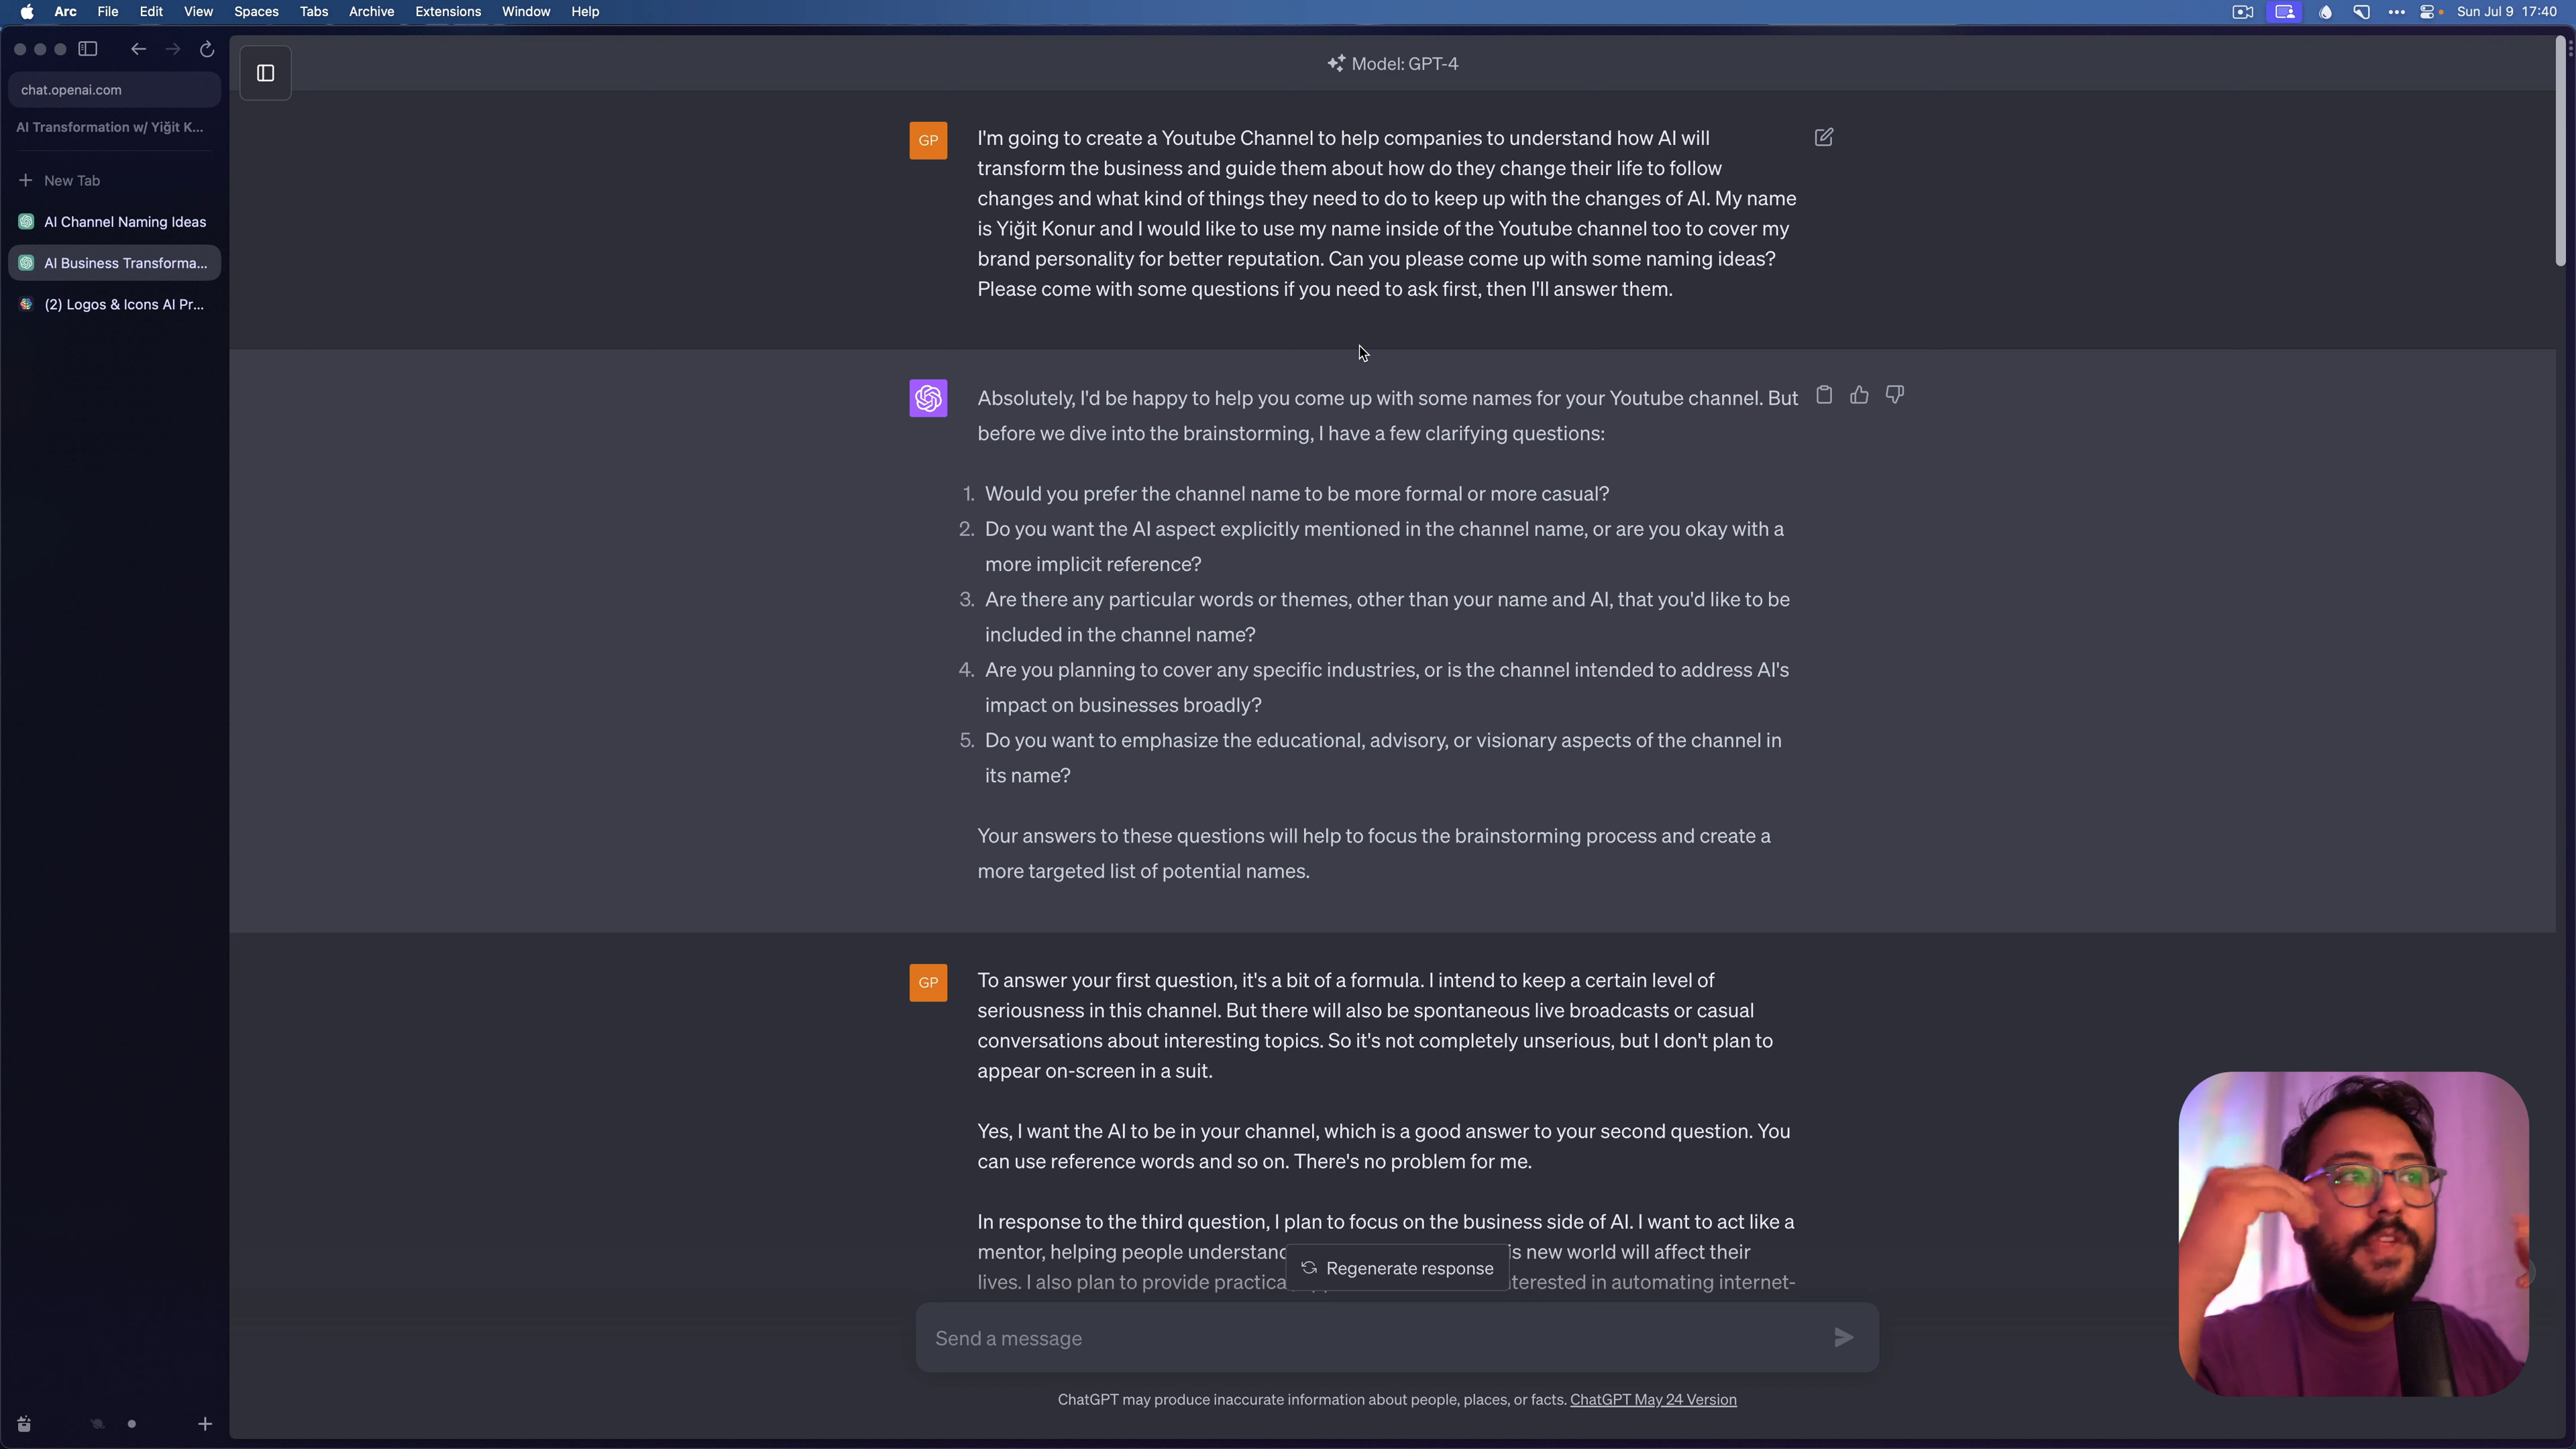 Arc File Edit View Spaces Tabs Archive Extensions Window Help Sun Jul 9 17:40
chat.openai.com
AI Transformation w/ Yiğit K...
New Tab
AI Channel Naming Ideas
AI Business Transforma...
(2) Logos & Icons AI Pr...
Model: GPT-4
GP
I'm going to create a Youtube Channel to help companies to understand how AI will
transform the business and guide them about how do they change their life to follow
changes and what kind of things they need to do to keep up with the changes of AI. My name
is Yiğit Konur and I would like to use my name inside of the Youtube channel too to cover my
brand personality for better reputation. Can you please come up with some naming ideas?
Please come with some questions if you need to ask first, then I'll answer them.
Absolutely, I'd be happy to help you come up with some names for your Youtube channel. But
before we dive into the brainstorming, I have a few clarifying questions:
1. Would you prefer the channel name to be more formal or more casual?
2. Do you want the AI aspect explicitly mentioned in the channel name, or are you okay with a
more implicit reference?
3. Are there any particular words or themes, other than your name and AI, that you'd like to be
included in the channel name?
4. Are you planning to cover any specific industries, or is the channel intended to address AI's
impact on businesses broadly?
5. Do you want to emphasize the educational, advisory, or visionary aspects of the channel in
its name?
Your answers to these questions will help to focus the brainstorming process and create a
more targeted list of potential names.
GP
To answer your first question, it's a bit of a formula. I intend to keep a certain level of
seriousness in this channel. But there will also be spontaneous live broadcasts or casual
conversations about interesting topics. So it's not completely unserious, but I don't plan to
appear on-screen in a suit.
Yes, I want the AI to be in your channel, which is a good answer to your second question. You
can use reference words and so on. There's no problem for me.
In response to the third question, I plan to focus on the business side of AI. I want to act like a
mentor, helping people understand is new world will affect their
lives. I also plan to provide practica nterested in automating internet-
Regenerate response
Send a message
ChatGPT may produce inaccurate information about people, places, or facts. ChatGPT May 24 Version